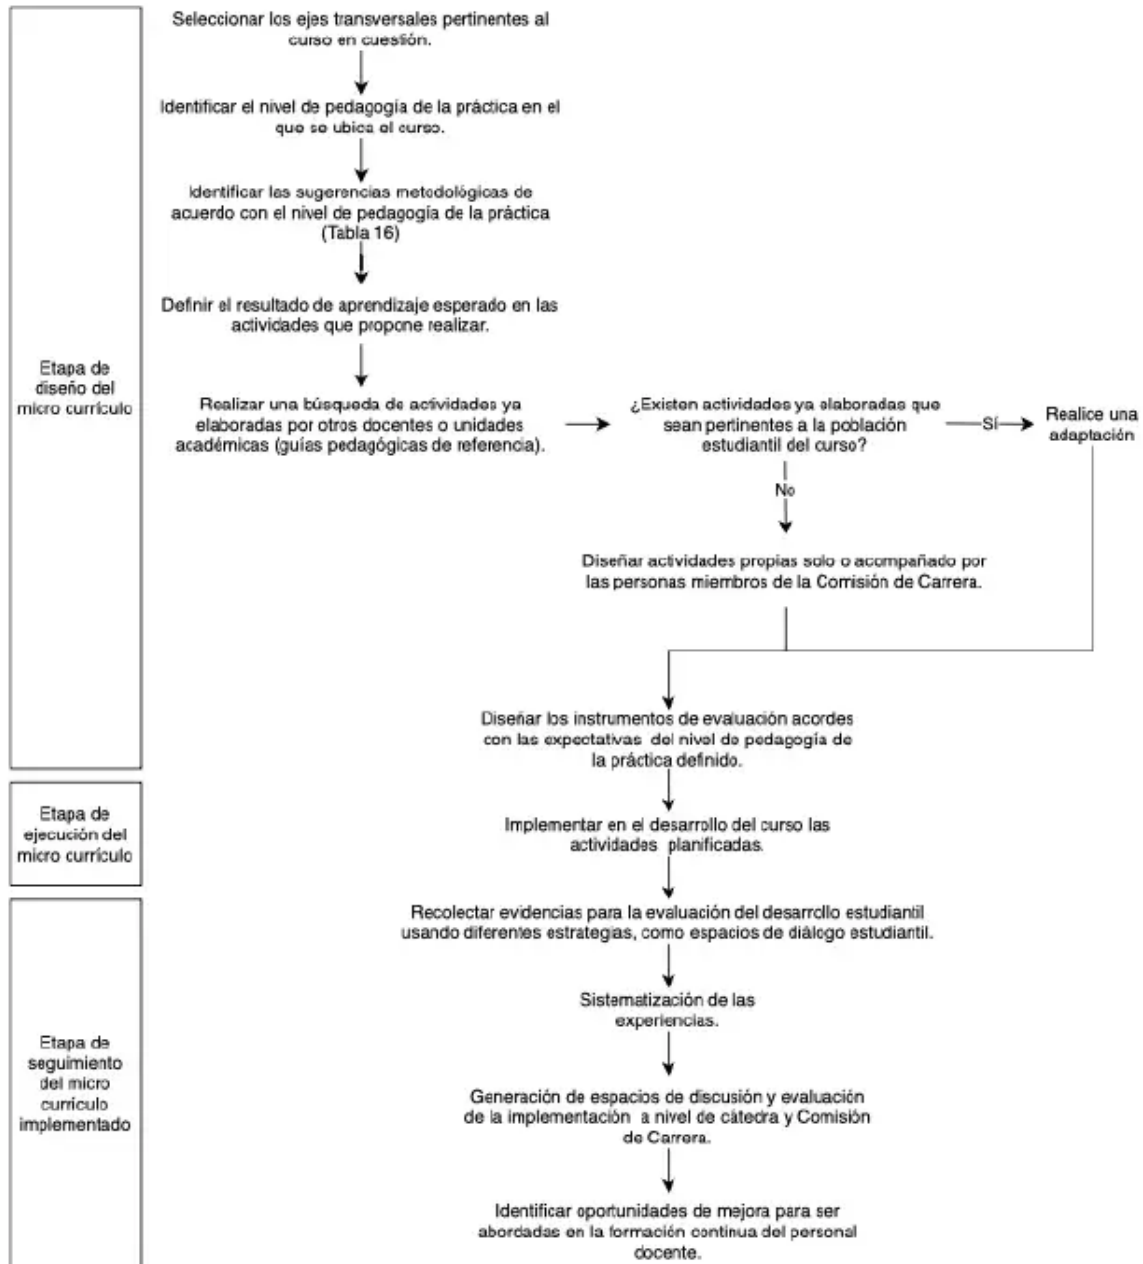 Seleccionar los ejes transversales pertinentes al
curso en cuestión.
Identificar el nivel de pedagogía de la práctica en el
que se ubica el curso.
Identificar las sugerencias metodológicas de
acuerdo con el nivel de pedagogía de la práctica
(Tabla 16)
Definir el resultado de aprendizaje esperado en las
actividades que propone realizar.
Etapa de
diseño del
micro currículo
Realizar una búsqueda de actividades ya
elaboradas por otros docentes o unidades
académicas (guías pedagógicas de referencia).
¿Existen actividades ya elaboradas que
sean pertinentes a la población
estudiantil del curso?
Sí
Realice una
adaptación
No
Diseñar actividades propias solo o acompañado por
las personas miembros de la Comisión de Carrera.
Diseñar los instrumentos de evaluación acordes
con las expectativas del nivel de pedagogía de
la práctica definido.
Etapa de
ejecución del
micro currículo
Implementar en el desarrollo del curso las
actividades planificadas.
Recolectar evidencias para la evaluación del desarrollo estudiantil
usando diferentes estrategias, como espacios de diálogo estudiantil.
Sistematización de las
experiencias.
Etapa de
seguimiento
del micro
currículo
implementado
Generación de espacios de discusión y evaluación
de la implementación a nivel de cátedra y Comisión
de Carrera.
Identificar oportunidades de mejora para ser
abordadas en la formación continua del personal
docente.